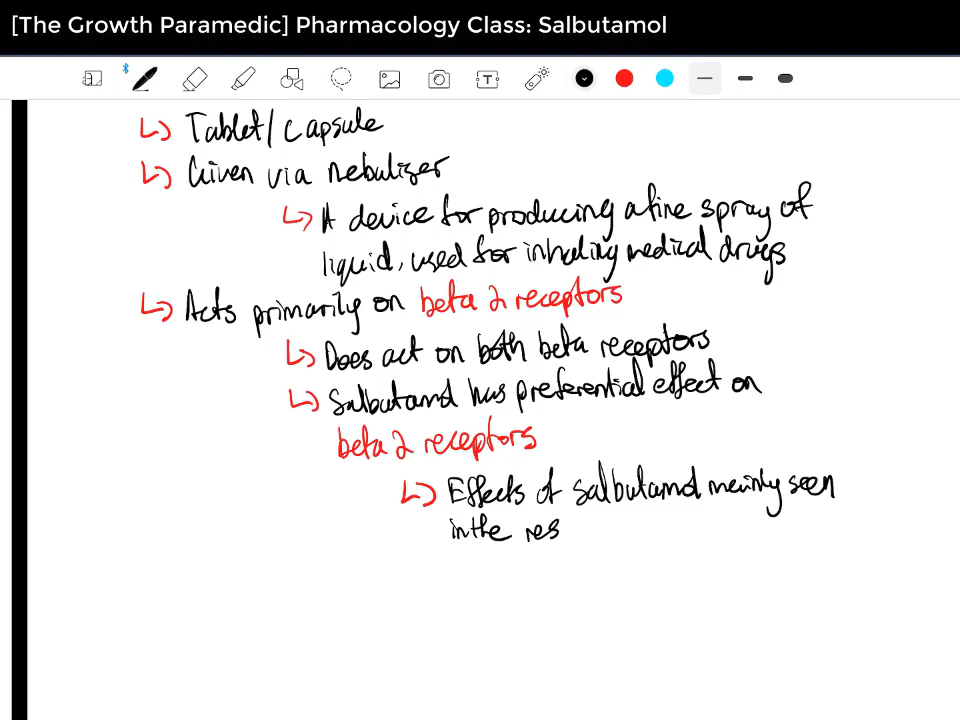 [The Growth Paramedic] Pharmacology Class: Salbutamol
↳ Tablet/capsule
↳ Given via nebulizer
↳ A device for producing a fine spray of
liquid, used for inhaling medical drugs
↳ Acts primarily on beta 2 receptors
↳ Does act on both beta receptors
↳ Salbutamol has preferential effect on
beta 2 receptors
↳ Effects of salbutamol mainly seen
in the res